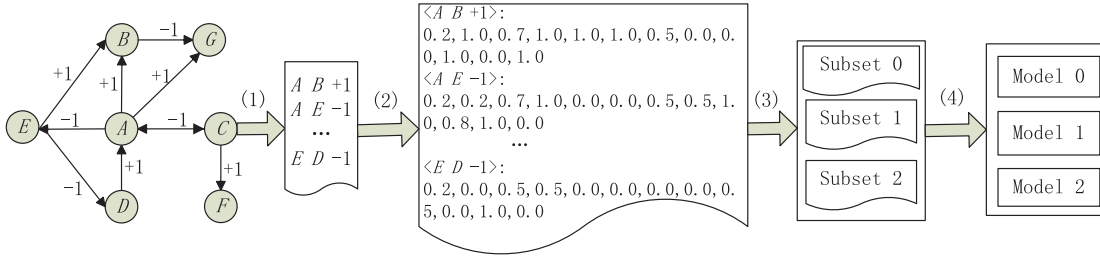 B
-1
G
+1
+1
+1
E
-1
A
-1
C
-1
+1
+1
D
F
(1)
A B +1
A E -1
...
E D -1
(2)
<A B +1>:
0.2,1.0,0.7,1.0,1.0,1.0,0.5,0.0,0.
0,1.0,0.0,1.0
<A E -1>:
0.2,0.2,0.7,1.0,0.0,0.0,0.5,0.5,1.
0,0.8,1.0,0.0
...
<E D -1>:
0.2,0.0,0.5,0.5,0.0,0.0,0.0,0.0,0.
5,0.0,1.0,0.0
(3)
Subset 0
Subset 1
Subset 2
(4)
Model 0
Model 1
Model 2